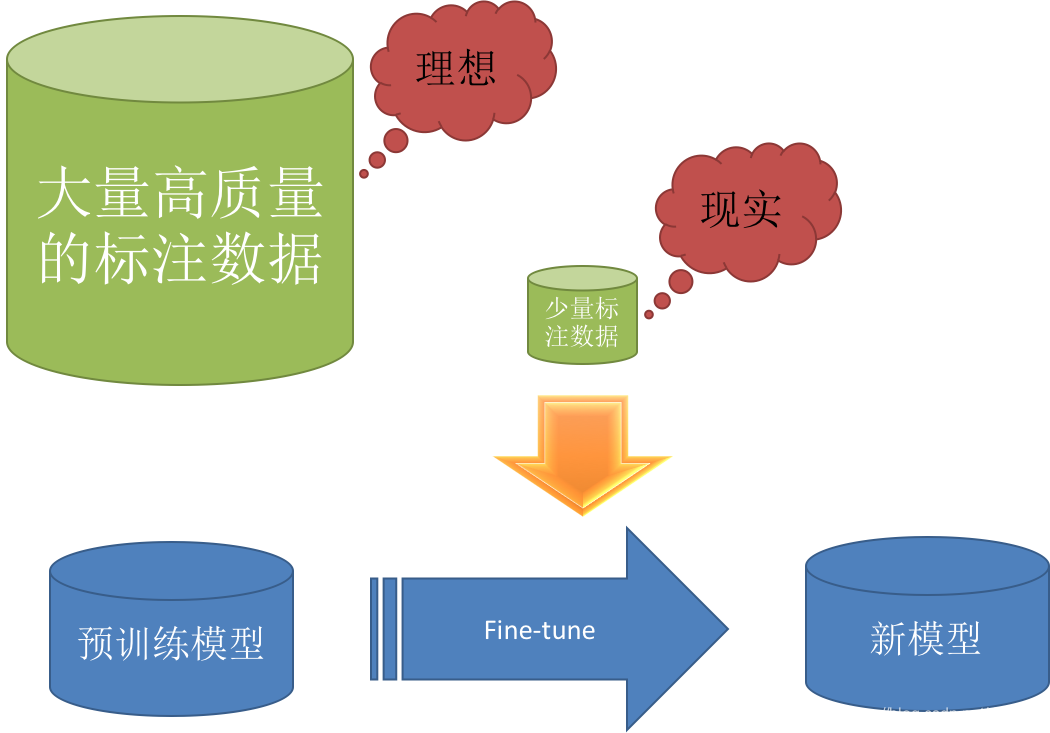 理想
大量高质量
的标注数据
现实
少量标
注数据
预训练模型
Fine-tune
新模型